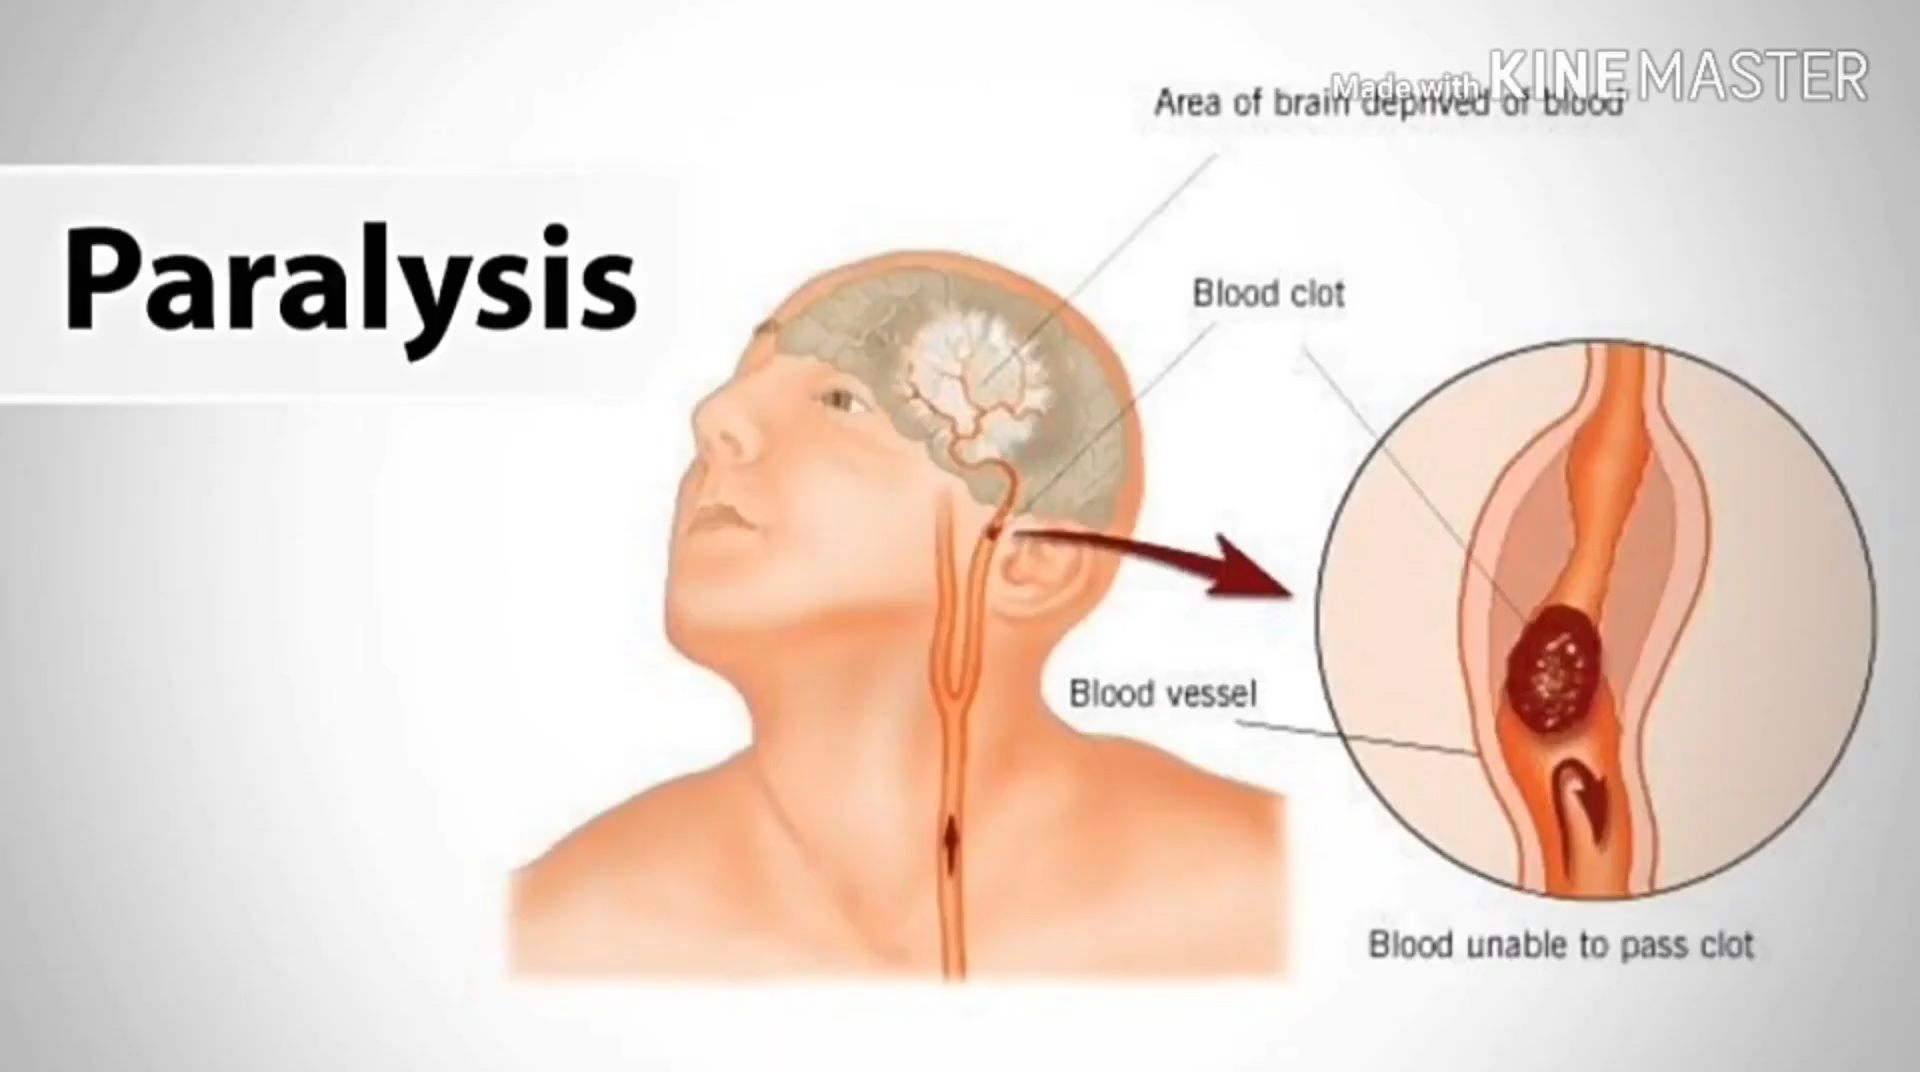 Made with KINEMASTER
Area of brain deprived of blood
Paralysis
Blood clot
Blood vessel
Blood unable to pass clot